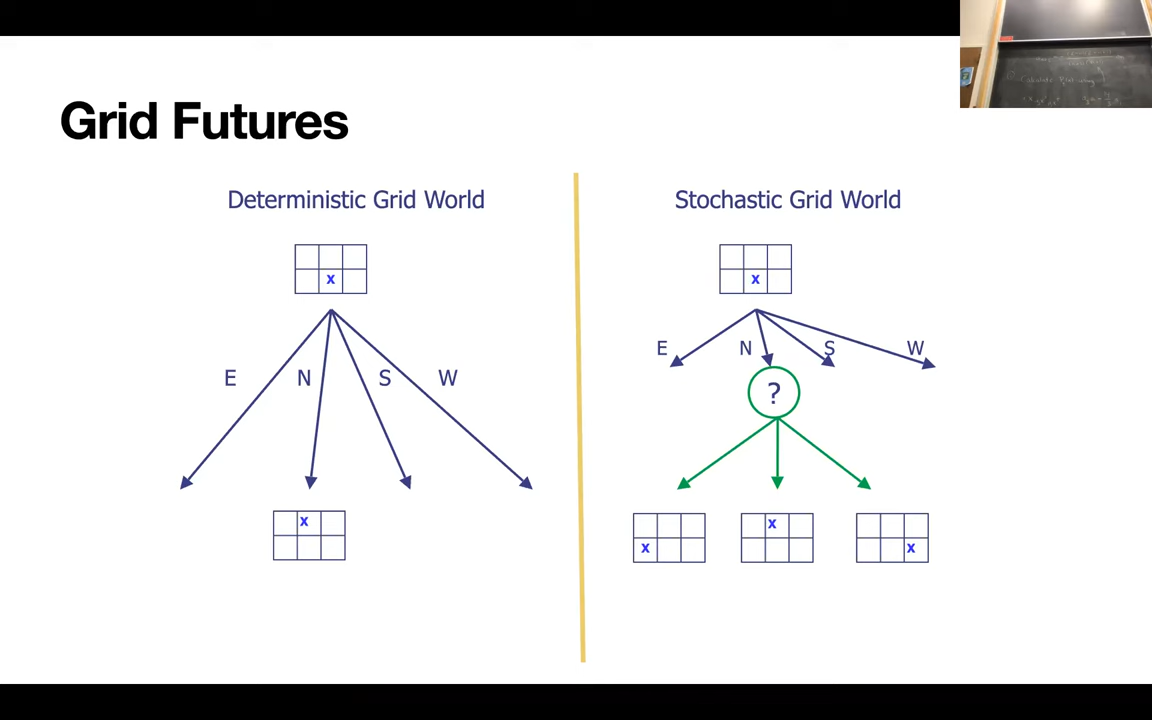 Grid Futures
Deterministic Grid World
Stochastic Grid World
x
x
E
N
S
W
E
N
S
W
?
x
x
x
x